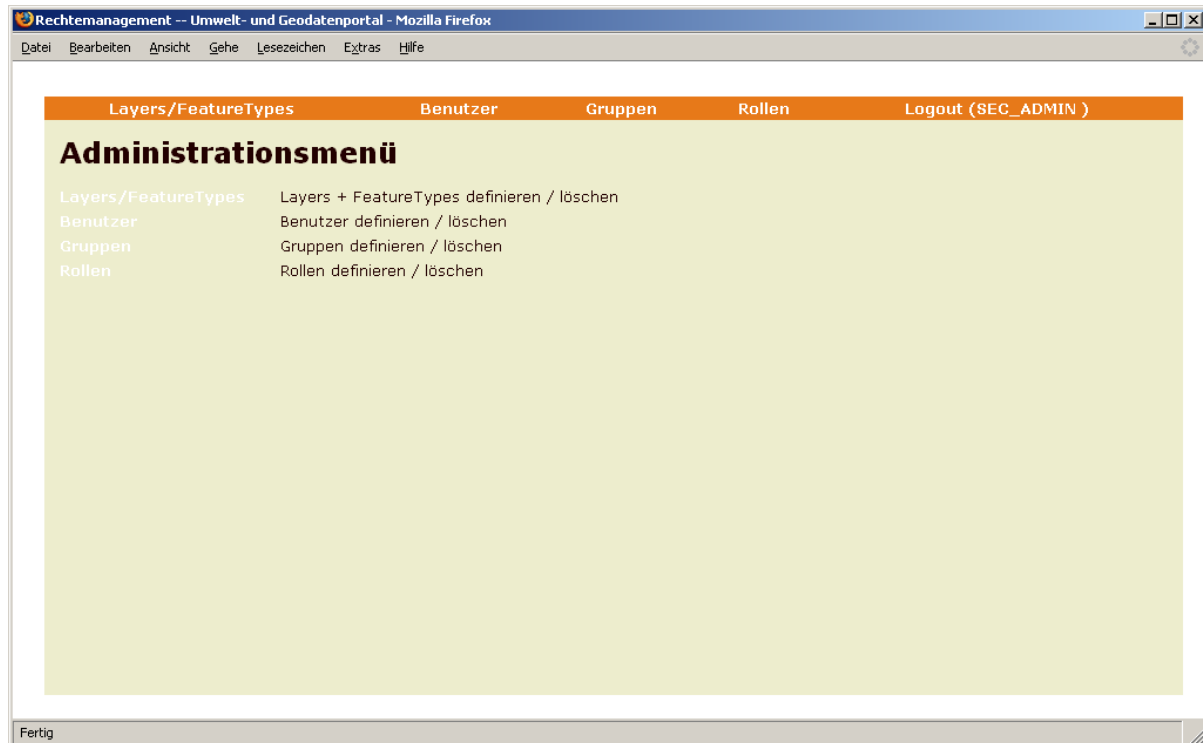 Rechtemanagement -- Umwelt- und Geodatenportal - Mozilla Firefox
Datei Bearbeiten Ansicht Gehe Lesezeichen Extras Hilfe
Layers/FeatureTypes Benutzer Gruppen Rollen Logout (SEC_ADMIN )
Administrationsmenü
Layers/FeatureTypes Layers + FeatureTypes definieren / löschen
Benutzer Benutzer definieren / löschen
Gruppen Gruppen definieren / löschen
Rollen Rollen definieren / löschen
Fertig